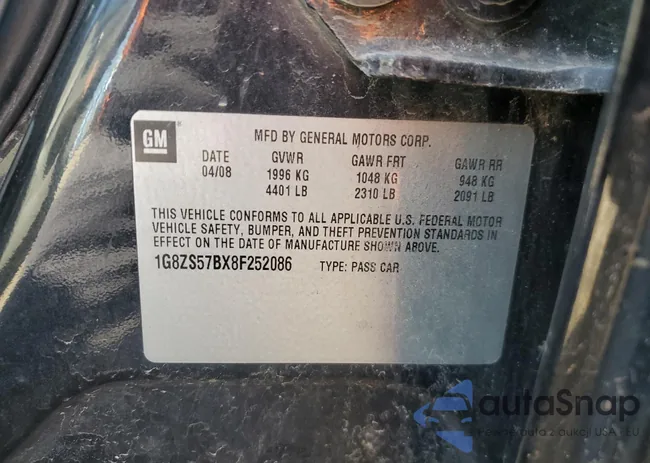 GM
MFD BY GENERAL MOTORS CORP.
DATE GVWR GAWR FRT GAWR RR
04/08 1996 KG 1048 KG 948 KG
4401 LB 2310 LB 2091 LB
THIS VEHICLE CONFORMS TO ALL APPLICABLE U.S. FEDERAL MOTOR
VEHICLE SAFETY, BUMPER, AND THEFT PREVENTION STANDARDS IN
EFFECT ON THE DATE OF MANUFACTURE SHOWN ABOVE.
1G8ZS57BX8F252086 TYPE: PASS CAR
autoSnap